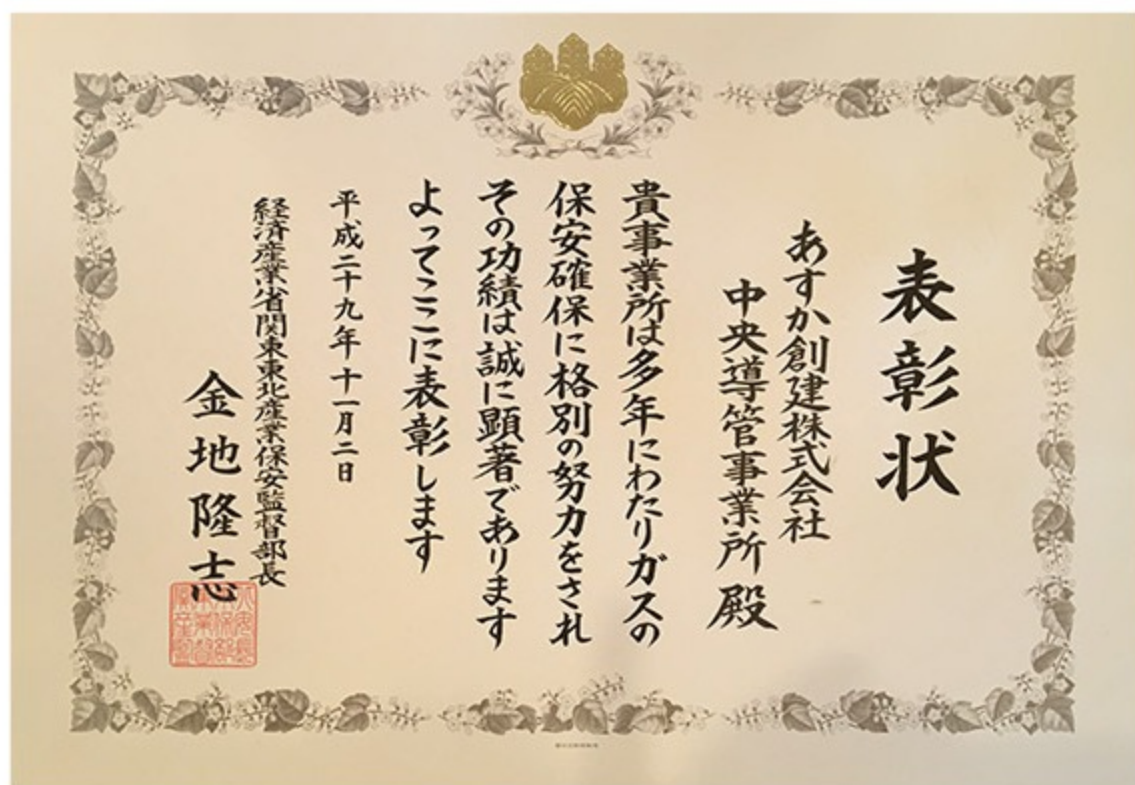 表彰状
あすか創建株式会社
中央導管事業所 殿
貴事業所は多年にわたりガスの
保安確保に格別の努力をされ
その功績は誠に顕著であります
よってここに表彰します
平成二十九年十一月二日
経済産業省関東東北産業保安監督部長
金地隆志